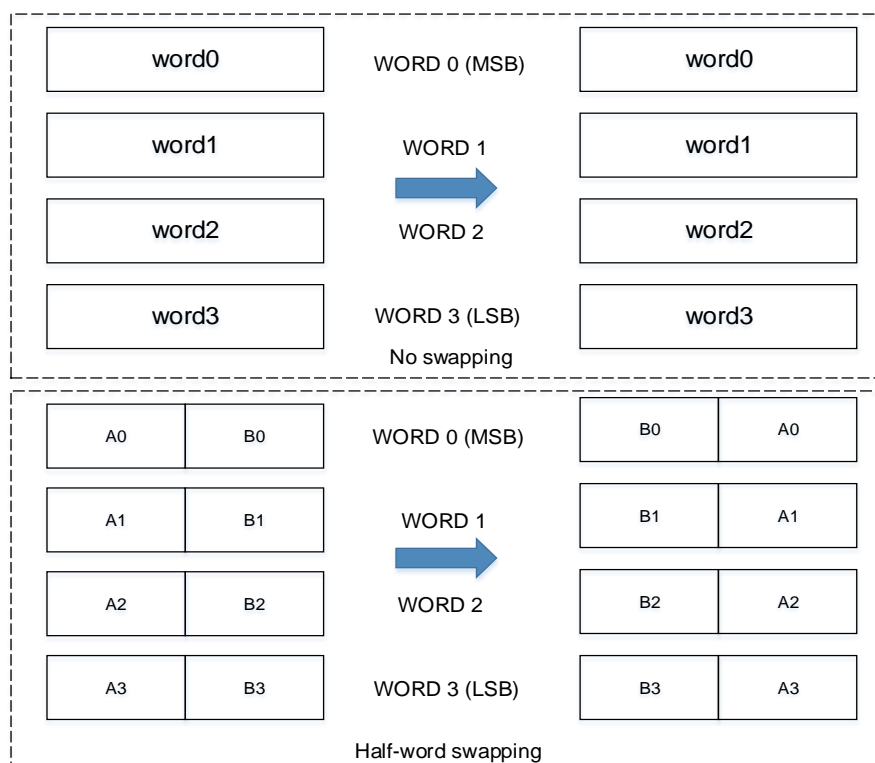 word0 WORD 0 (MSB) word0
word1 WORD 1 word1
word2 WORD 2 word2
word3 WORD 3 (LSB) word3
No swapping
A0 B0 WORD 0 (MSB) B0 A0
A1 B1 WORD 1 B1 A1
A2 B2 WORD 2 B2 A2
A3 B3 WORD 3 (LSB) B3 A3
Half-word swapping